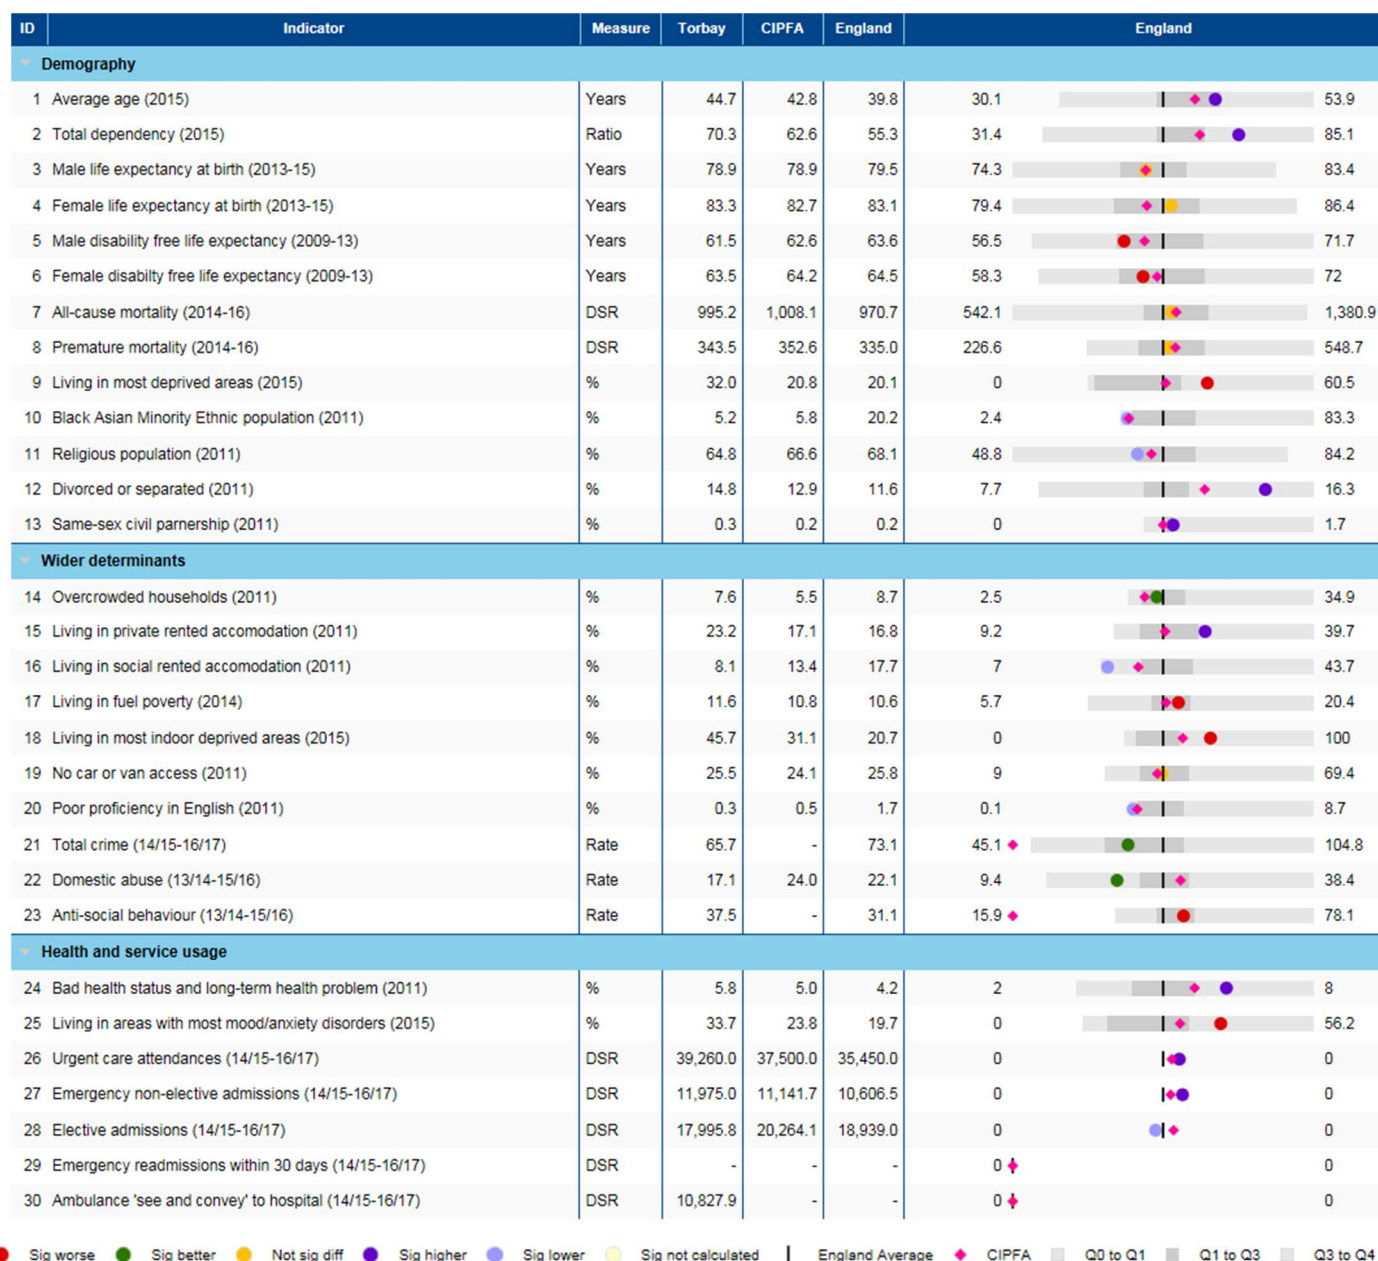 ID Indicator Measure Torbay CIPFA England England
Demography
1 Average age (2015) Years 44.7 42.8 39.8 30.1 53.9
2 Total dependency (2015) Ratio 70.3 62.6 55.3 31.4 85.1
3 Male life expectancy at birth (2013-15) Years 78.9 78.9 79.5 74.3 83.4
4 Female life expectancy at birth (2013-15) Years 83.3 82.7 83.1 79.4 86.4
5 Male disability free life expectancy (2009-13) Years 61.5 62.6 63.6 56.5 71.7
6 Female disabilty free life expectancy (2009-13) Years 63.5 64.2 64.5 58.3 72
7 All-cause mortality (2014-16) DSR 995.2 1,008.1 970.7 542.1 1,380.9
8 Premature mortality (2014-16) DSR 343.5 352.6 335.0 226.6 548.7
9 Living in most deprived areas (2015) % 32.0 20.8 20.1 0 60.5
10 Black Asian Minority Ethnic population (2011) % 5.2 5.8 20.2 2.4 83.3
11 Religious population (2011) % 64.8 66.6 68.1 48.8 84.2
12 Divorced or separated (2011) % 14.8 12.9 11.6 7.7 16.3
13 Same-sex civil parnership (2011) % 0.3 0.2 0.2 0 1.7
Wider determinants
14 Overcrowded households (2011) % 7.6 5.5 8.7 2.5 34.9
15 Living in private rented accomodation (2011) % 23.2 17.1 16.8 9.2 39.7
16 Living in social rented accomodation (2011) % 8.1 13.4 17.7 7 43.7
17 Living in fuel poverty (2014) % 11.6 10.8 10.6 5.7 20.4
18 Living in most indoor deprived areas (2015) % 45.7 31.1 20.7 0 100
19 No car or van access (2011) % 25.5 24.1 25.8 9 69.4
20 Poor proficiency in English (2011) % 0.3 0.5 1.7 0.1 8.7
21 Total crime (14/15-16/17) Rate 65.7 - 73.1 45.1 104.8
22 Domestic abuse (13/14-15/16) Rate 17.1 24.0 22.1 9.4 38.4
23 Anti-social behaviour (13/14-15/16) Rate 37.5 - 31.1 15.9 78.1
Health and service usage
24 Bad health status and long-term health problem (2011) % 5.8 5.0 4.2 2 8
25 Living in areas with most mood/anxiety disorders (2015) % 33.7 23.8 19.7 0 56.2
26 Urgent care attendances (14/15-16/17) DSR 39,260.0 37,500.0 35,450.0 0 0
27 Emergency non-elective admissions (14/15-16/17) DSR 11,975.0 11,141.7 10,606.5 0 0
28 Elective admissions (14/15-16/17) DSR 17,995.8 20,264.1 18,939.0 0 0
29 Emergency readmissions within 30 days (14/15-16/17) DSR - - - 0 0
30 Ambulance 'see and convey' to hospital (14/15-16/17) DSR 10,827.9 - - 0 0
Sig worse Sig better Not sig diff Sig higher Sig lower Sig not calculated England Average CIPFA Q0 to Q1 Q1 to Q3 Q3 to Q4